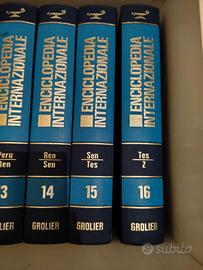 ENCICLOPEDIA
INTERNAZIONALE
Peru
Ren
13
ENCICLOPEDIA
INTERNAZIONALE
Ren
Sen
14
GROLIER
ENCICLOPEDIA
INTERNAZIONALE
Sen
Tes
15
GROLIER
ENCICLOPEDIA
INTERNAZIONALE
Tes
Z
16
GROLIER
subito